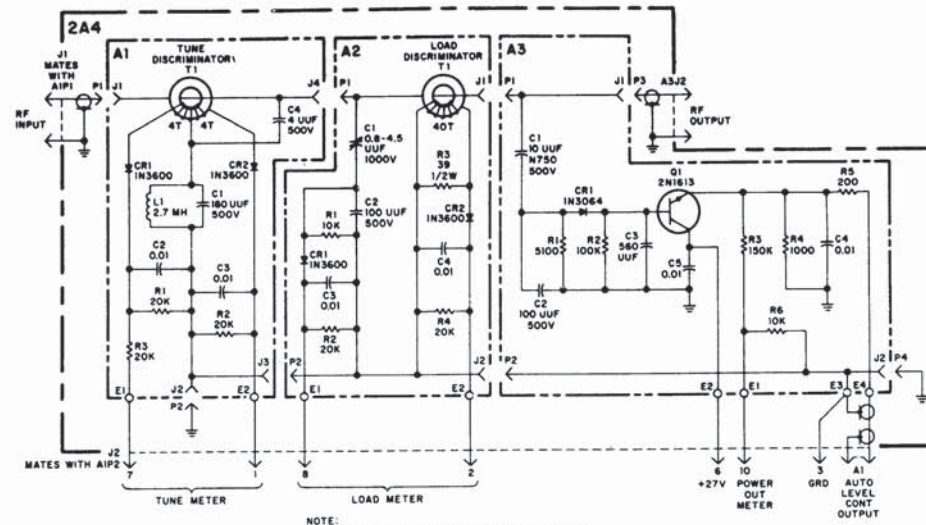 2A4
J1
MATES
WITH
A1P1
P1
J1
RF
INPUT
A1
TUNE
DISCRIMINATOR
T1
4T
4T
J4
C4
4 UUF
500V
CR1
1N3600
CR2
1N3600
L1
2.7 MH
C1
180 UUF
500V
C2
0.01
C3
0.01
R1
20K
R2
20K
R3
20K
J3
E1
J2
E2
P2
J2
MATES WITH A1P2
7
1
TUNE METER
A2
LOAD
DISCRIMINATOR
T1
P1
J1
40T
C1
0.8-4.5
UUF
1000V
R3
39
1/2W
R1
10K
C2
100 UUF
500V
CR2
1N3600
CR1
1N3600
C4
0.01
C3
0.01
R2
20K
R4
20K
P2
J2
E1
E2
8
2
LOAD METER
A3
P1
J1
P3
A3J2
RF
OUTPUT
C1
10 UUF
N750
500V
CR1
1N3064
Q1
2N1613
R1
5100
R2
100K
C3
560
UUF
C5
0.01
C2
100 UUF
500V
R3
150K
R4
1000
C4
0.01
R5
200
R6
10K
P2
J2
P4
E2
E1
E3
E4
6
+27V
10
POWER
OUT
METER
3
GRD
A1
AUTO
LEVEL
CONT
OUTPUT
NOTE: